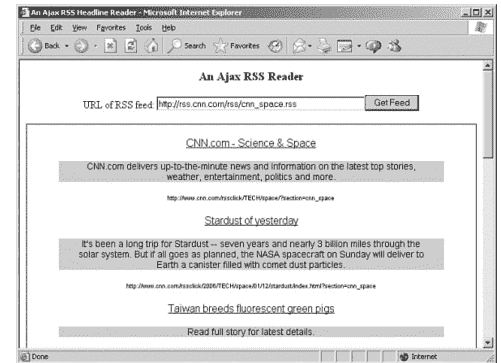 An Ajax RSS Headline Reader - Microsoft Internet Explorer
File Edit View Favorites Tools Help
Back Search Favorites
An Ajax RSS Reader
URL of RSS feed: http://rss.cnn.com/rss/cnn_space.rss Get Feed
CNN.com - Science & Space
CNN.com delivers up-to-the-minute news and information on the latest top stories,
weather, entertainment, politics and more.
http://www.cnn.com/rssclick/TECH/space/?section=cnn_space
Stardust of yesterday
It's been a long trip for Stardust -- seven years and nearly 3 billion miles through the
solar system. But if all goes as planned, the NASA spacecraft on Sunday will deliver to
Earth a canister filled with comet dust particles.
http://www.cnn.com/rssclick/2006/TECH/space/01/12/stardust/index.html?section=cnn_space
Taiwan breeds fluorescent green pigs
Read full story for latest details.
Done Internet